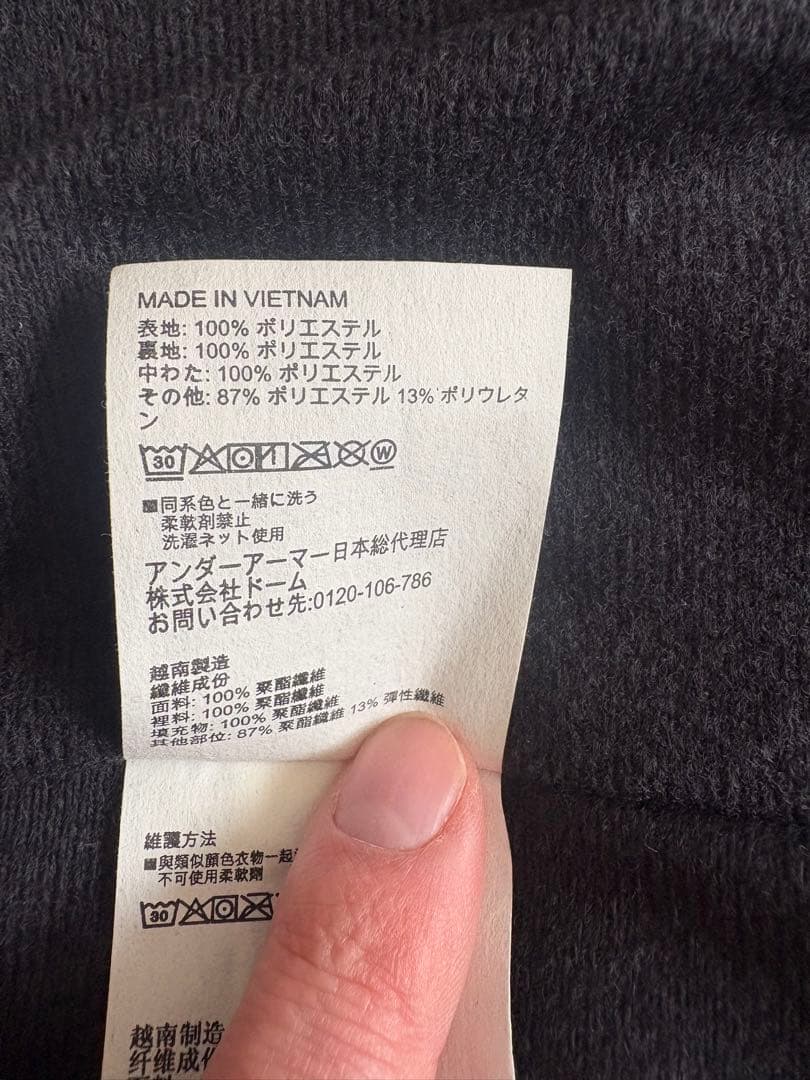 MADE IN VIETNAM
表地: 100% ポリエステル
裏地: 100% ポリエステル
中わた: 100% ポリエステル
その他: 87% ポリエステル 13% ポリウレタ
ン
30 W
■同系色と一緒に洗う
柔軟剤禁止
洗濯ネット使用
アンダーアーマー日本総代理店
株式会社ドーム
お問い合わせ先:0120-106-786
越南製造
纖維成份
面料: 100% 聚酯纖維
裡料: 100% 聚酯纖維
填充物: 100% 聚酯纖維
其他部位: 87% 聚酯纖維 13% 彈性纖維
維護方法
■與類似顏色衣物一起
不可使用柔軟劑
30
越南制造
纤维成份